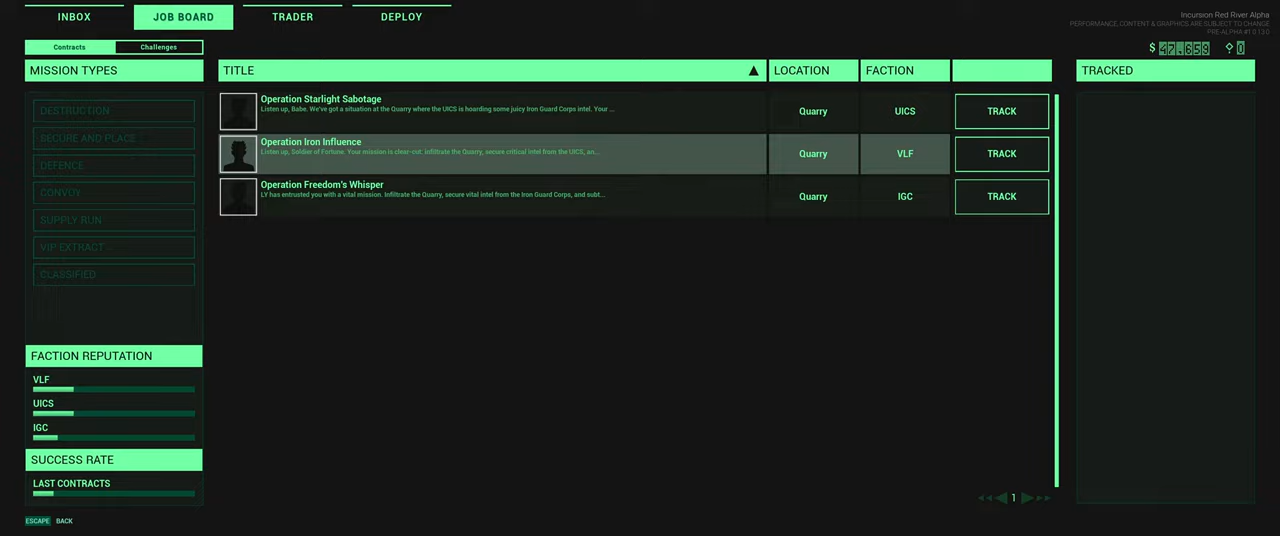 INBOX
JOB BOARD
TRADER
DEPLOY
Incursion Red River Alpha
PERFORMANCE, CONTENT & GRAPHICS ARE SUBJECT TO CHANGE
Contracts
Challenges
$ 47,659
0
MISSION TYPES
TITLE
LOCATION
FACTION
TRACKED
DESTRUCTION
SECURE AND PLACE
DEFENCE
CONVOY
SUPPLY RUN
VIP EXTRACT
CLASSIFIED
Operation Starlight Sabotage
Listen up, Babe. We've got a situation at the Quarry where the UICS is hoarding some juicy Iron Guard Corps intel. Your ...
Quarry
UICS
TRACK
Operation Iron Influence
Listen up, Soldier of Fortune. Your mission is clear-cut: infiltrate the Quarry, secure critical intel from the UICS, an...
Quarry
VLF
TRACK
Operation Freedom's Whisper
LY has entrusted you with a vital mission. Infiltrate the Quarry, secure vital intel from the Iron Guard Corps, and subt...
Quarry
IGC
TRACK
FACTION REPUTATION
VLF
UICS
IGC
SUCCESS RATE
LAST CONTRACTS
1
ESCAPE BACK